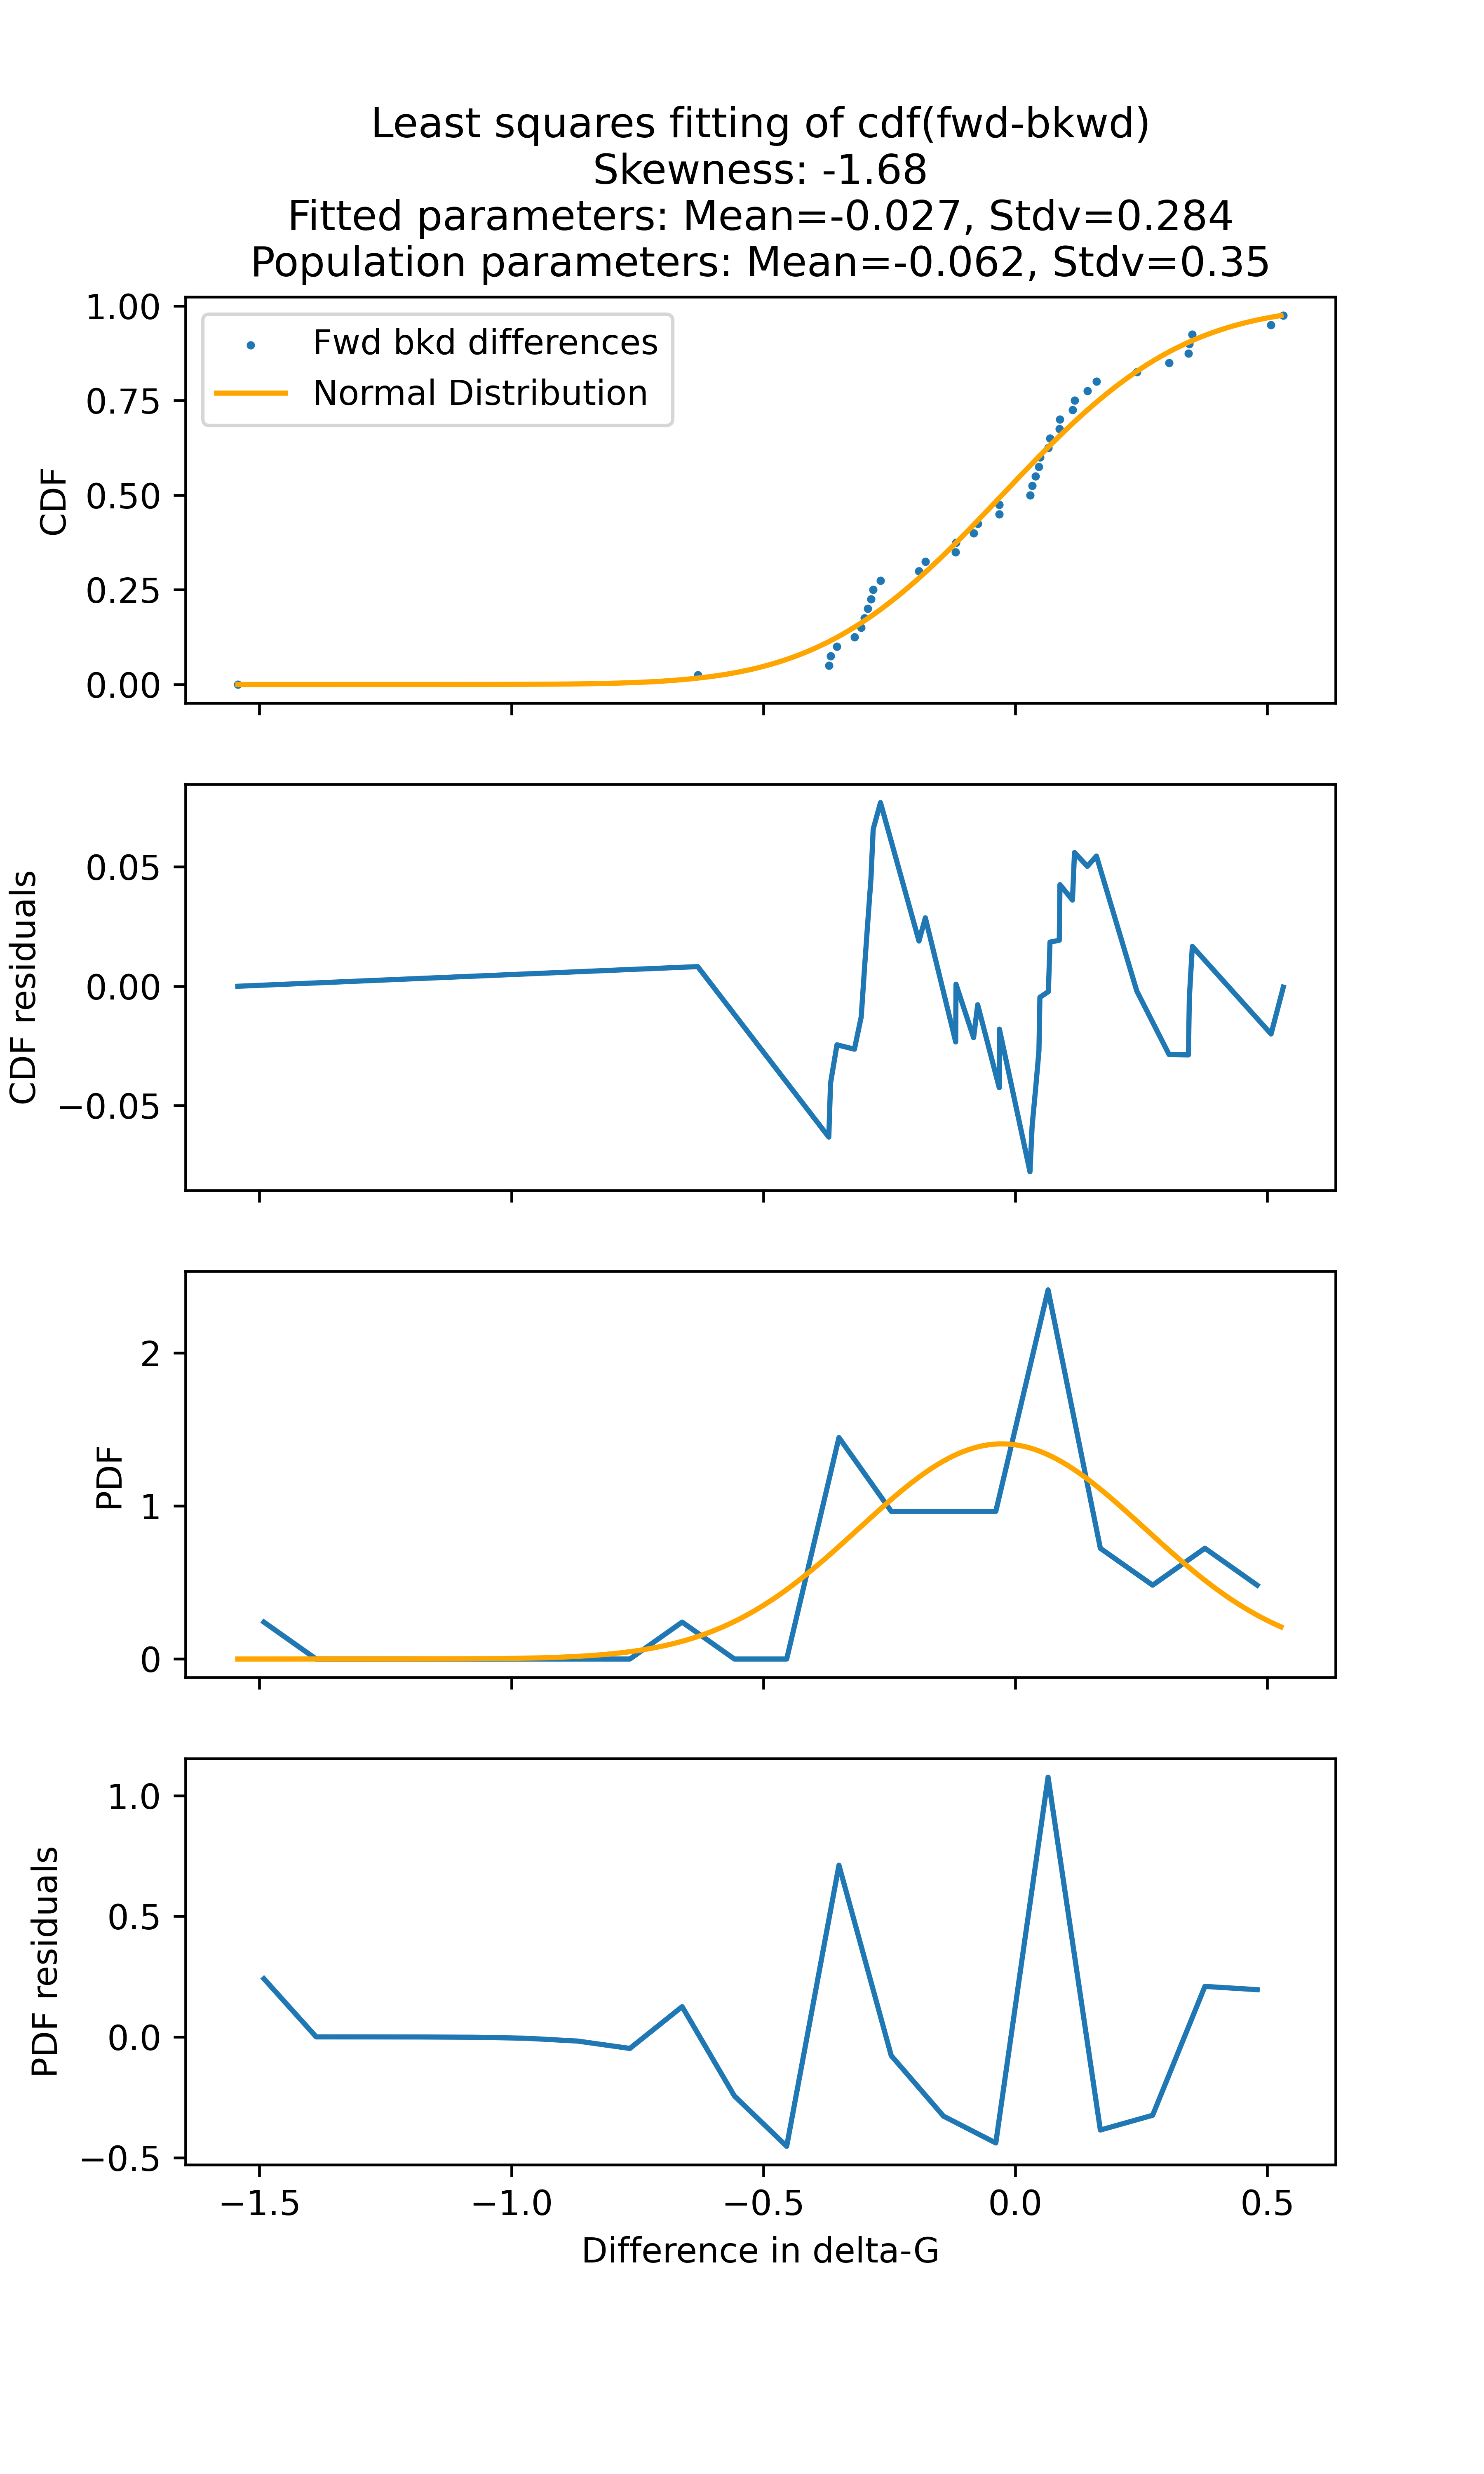 Least squares fitting of cdf(fwd-bkwd)
Skewness: -1.68
Fitted parameters: Mean=-0.027, Stdv=0.284
Population parameters: Mean=-0.062, Stdv=0.35
1.00
0.75
0.50
0.25
0.00
CDF
Fwd bkd differences
Normal Distribution
0.05
0.00
−0.05
CDF residuals
2
1
0
PDF
1.0
0.5
0.0
−0.5
PDF residuals
−1.5 −1.0 −0.5 0.0 0.5
Difference in delta-G